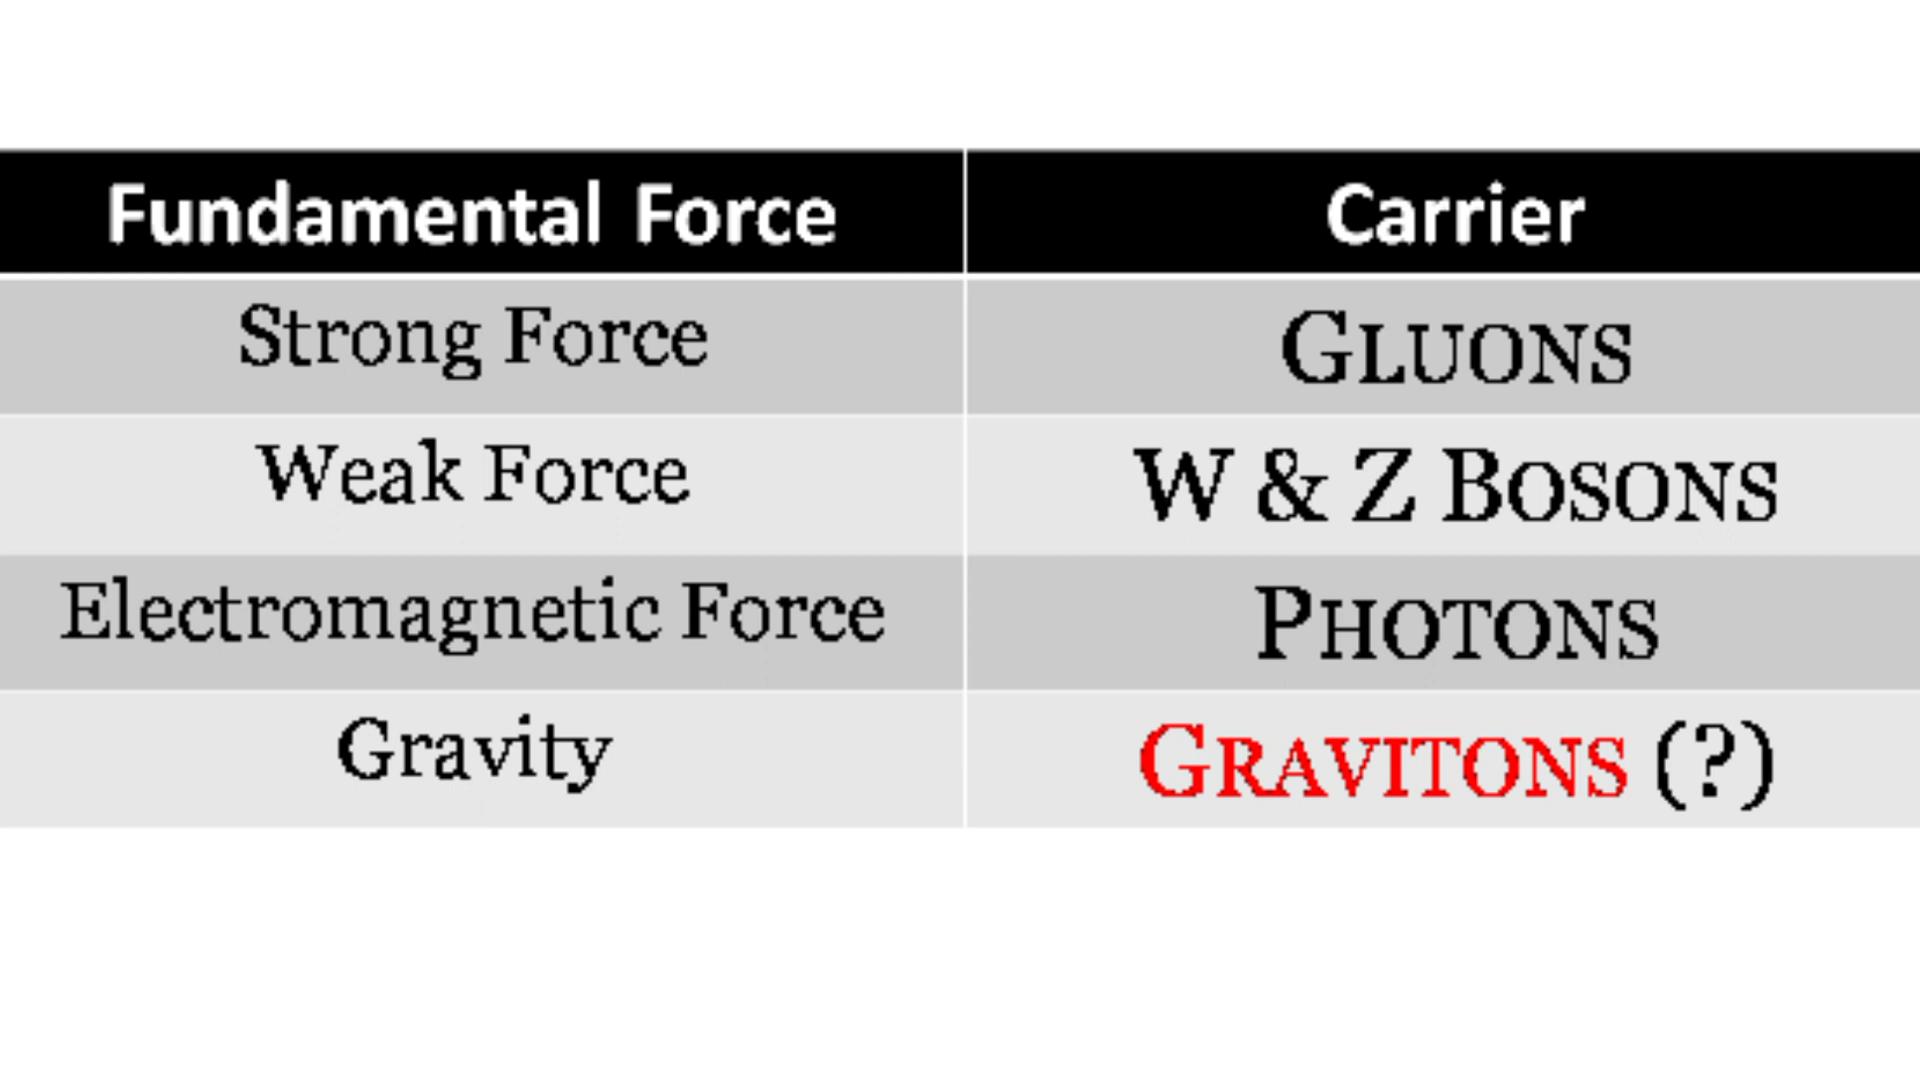 Fundamental Force Carrier
Strong Force GLUONS
Weak Force W & Z BOSONS
Electromagnetic Force PHOTONS
Gravity GRAVITONS (?)